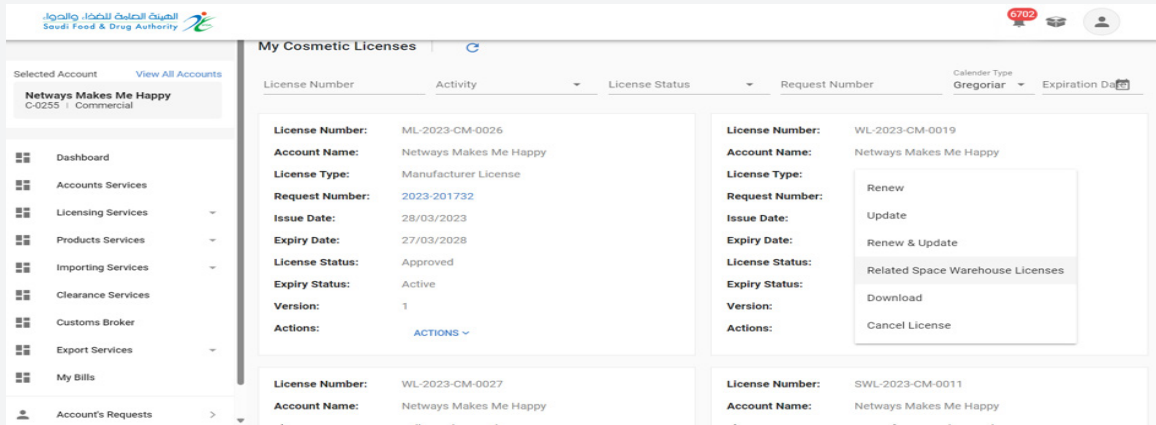 الهيئة العامة للغذاء والدواء
Saudi Food & Drug Authority
6702
Selected Account View All Accounts
Netways Makes Me Happy
C-0255 | Commercial
Dashboard
Accounts Services
Licensing Services
Products Services
Importing Services
Clearance Services
Customs Broker
Export Services
My Bills
Account's Requests
My Cosmetic Licenses
License Number Activity License Status Request Number Calender Type Gregoriar Expiration Date
License Number: ML-2023-CM-0026
Account Name: Netways Makes Me Happy
License Type: Manufacturer License
Request Number: 2023-201732
Issue Date: 28/03/2023
Expiry Date: 27/03/2028
License Status: Approved
Expiry Status: Active
Version: 1
Actions: ACTIONS
License Number: WL-2023-CM-0019
Account Name: Netways Makes Me Happy
License Type:
Request Number:
Issue Date:
Expiry Date:
License Status:
Expiry Status:
Version:
Actions:
Renew
Update
Renew & Update
Related Space Warehouse Licenses
Download
Cancel License
License Number: WL-2023-CM-0027
Account Name: Netways Makes Me Happy
License Number: SWL-2023-CM-0011
Account Name: Netways Makes Me Happy